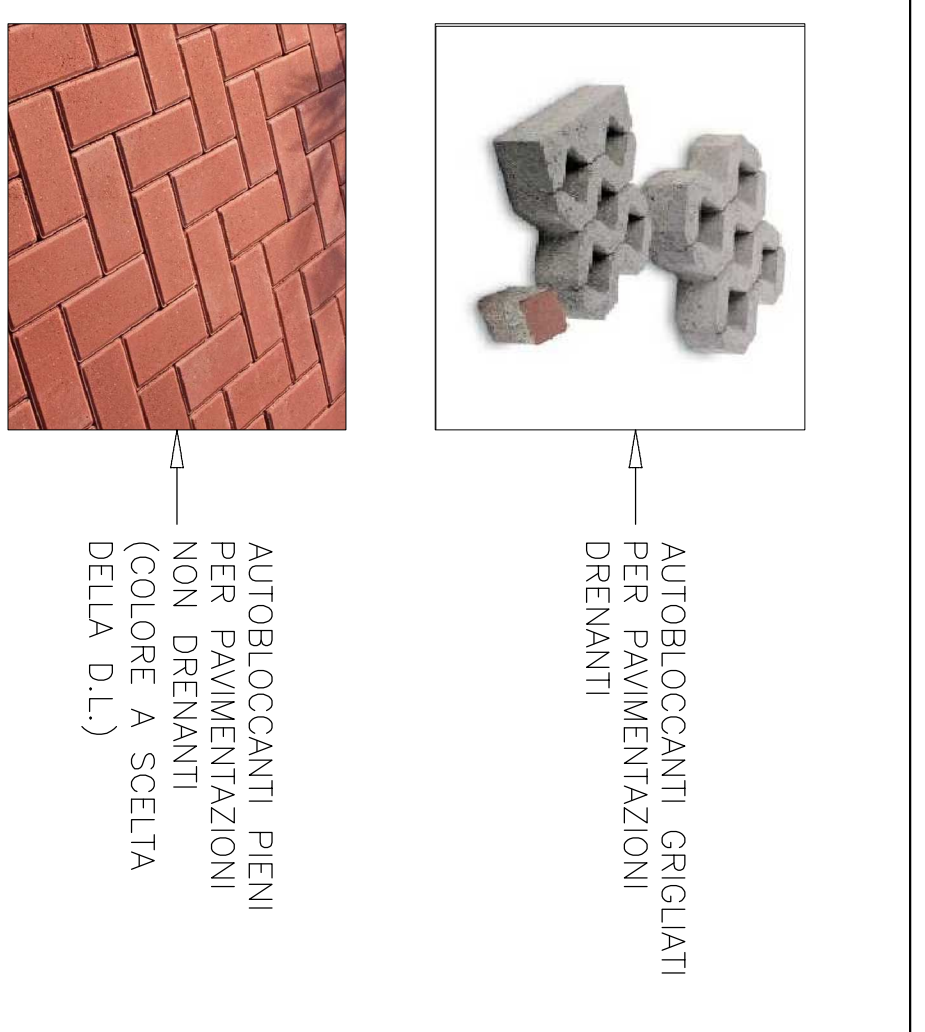 AUTOBLOCCANTI GRIGLIATI
PER PAVIMENTAZIONI
DRENANTI
AUTOBLOCCANTI PIENI
PER PAVIMENTAZIONI
NON DRENANTI
(COLORE A SCELTA
DELLA D.L.)